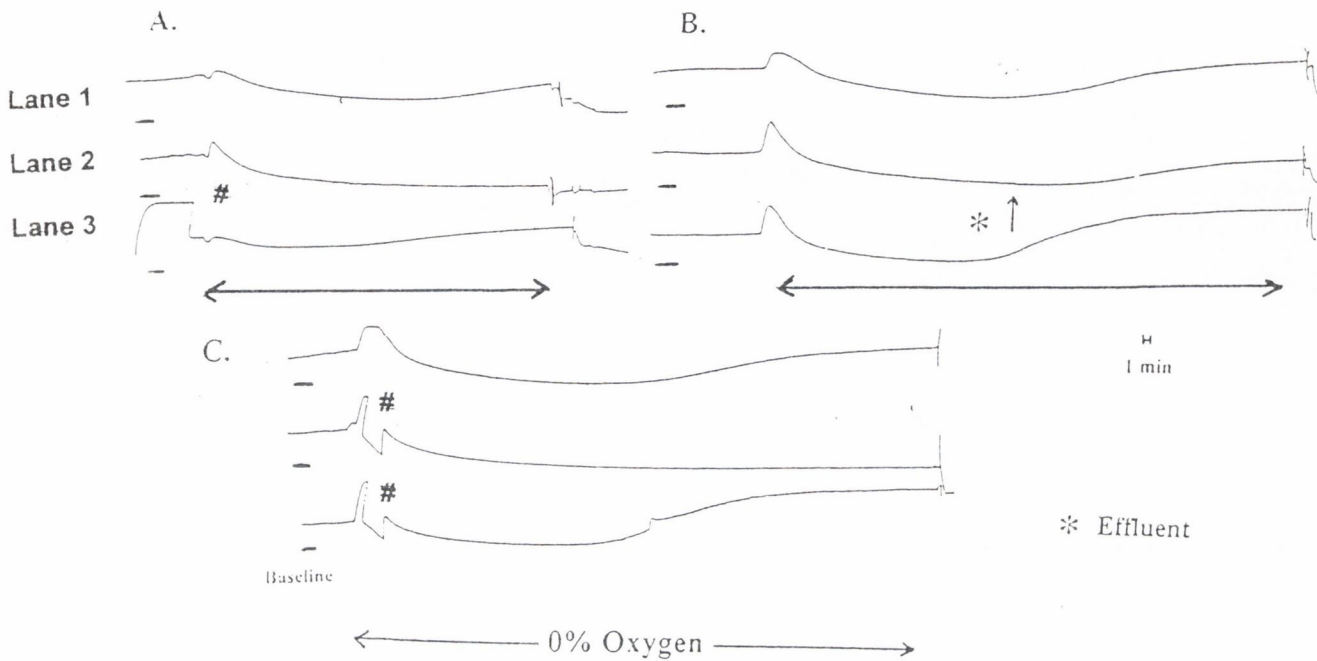 A.
B.
Lane 1
Lane 2
#
Lane 3
*
C.
1 min
#
#
* Effluent
Baseline
0% Oxygen